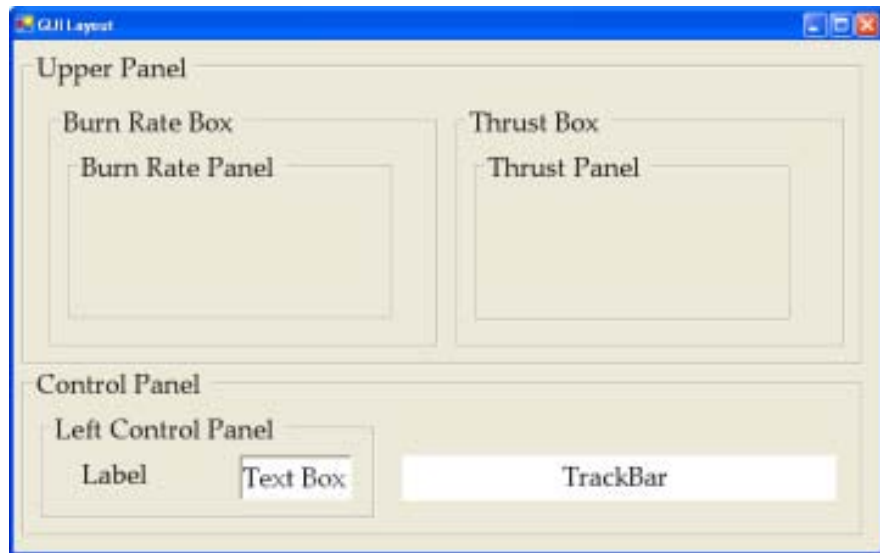 GUI Layout
Upper Panel
Burn Rate Box
Thrust Box
Burn Rate Panel
Thrust Panel
Control Panel
Left Control Panel
Label
Text Box
TrackBar